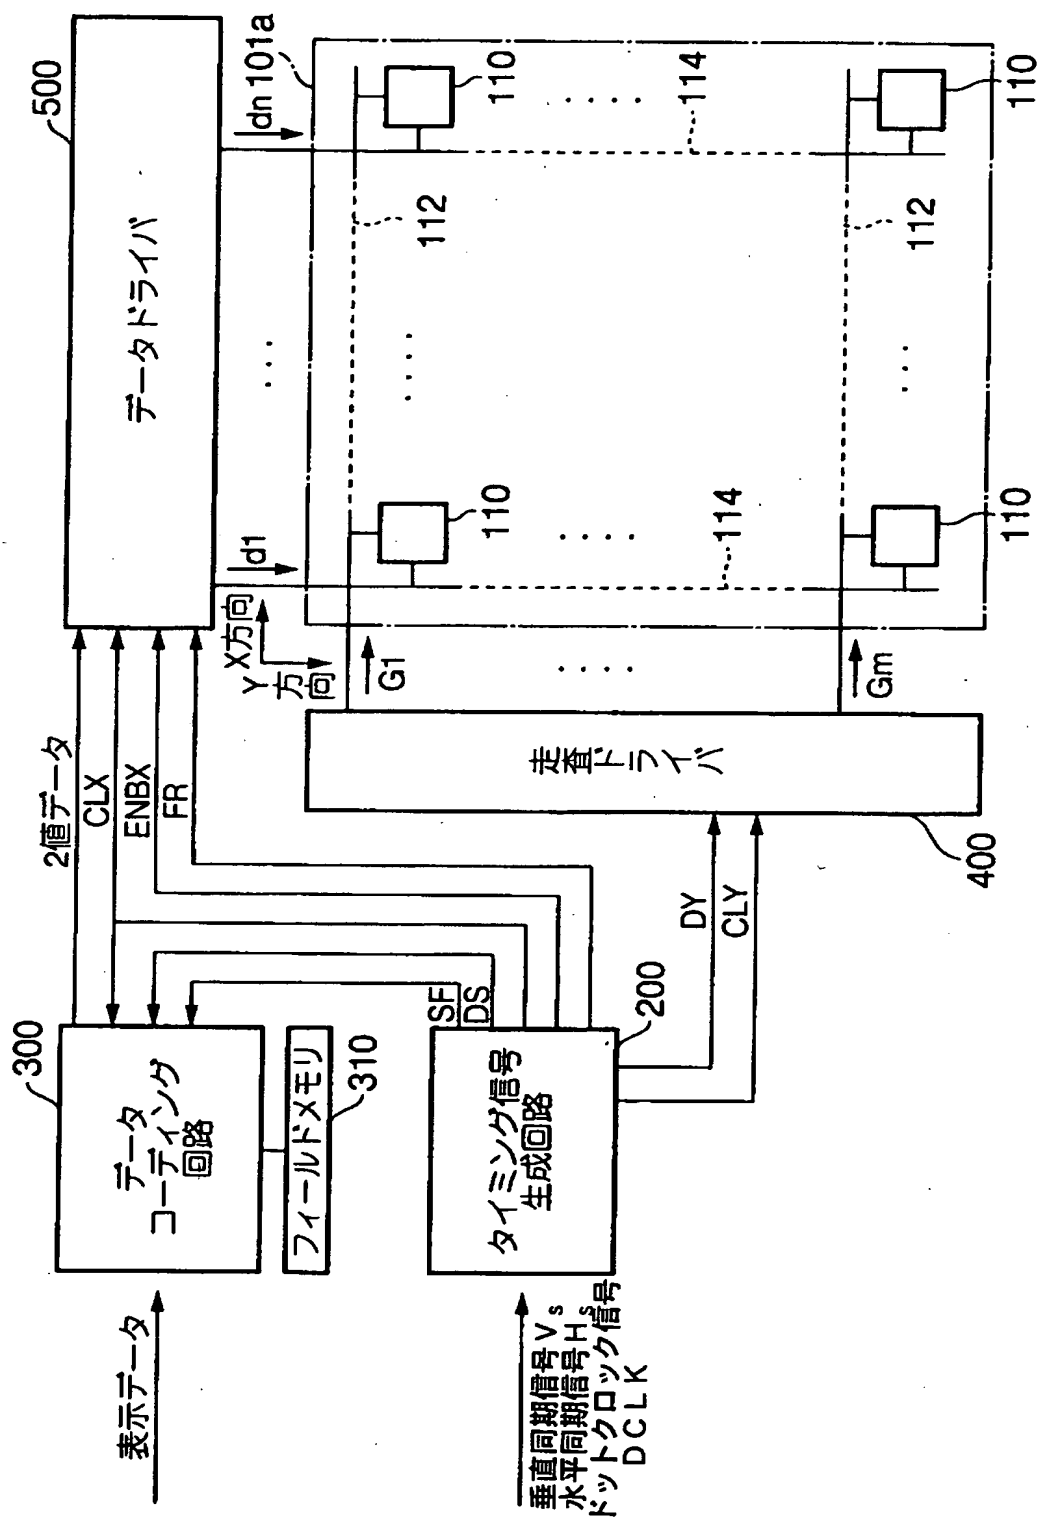 表示データ
300
データ
コーディング
回路
フィールドメモリ
310
2値データ
CLX
ENBX
FR
500
データドライバ
X方向
Y方向
d1
dn
101a
SF
DS
垂直同期信号Vs
水平同期信号Hs
ドットクロック信号
DCLK
タイミング信号
生成回路
200
DY
CLY
走査ドライバ
400
G1
Gm
110
110
112
114
114
112
110
110